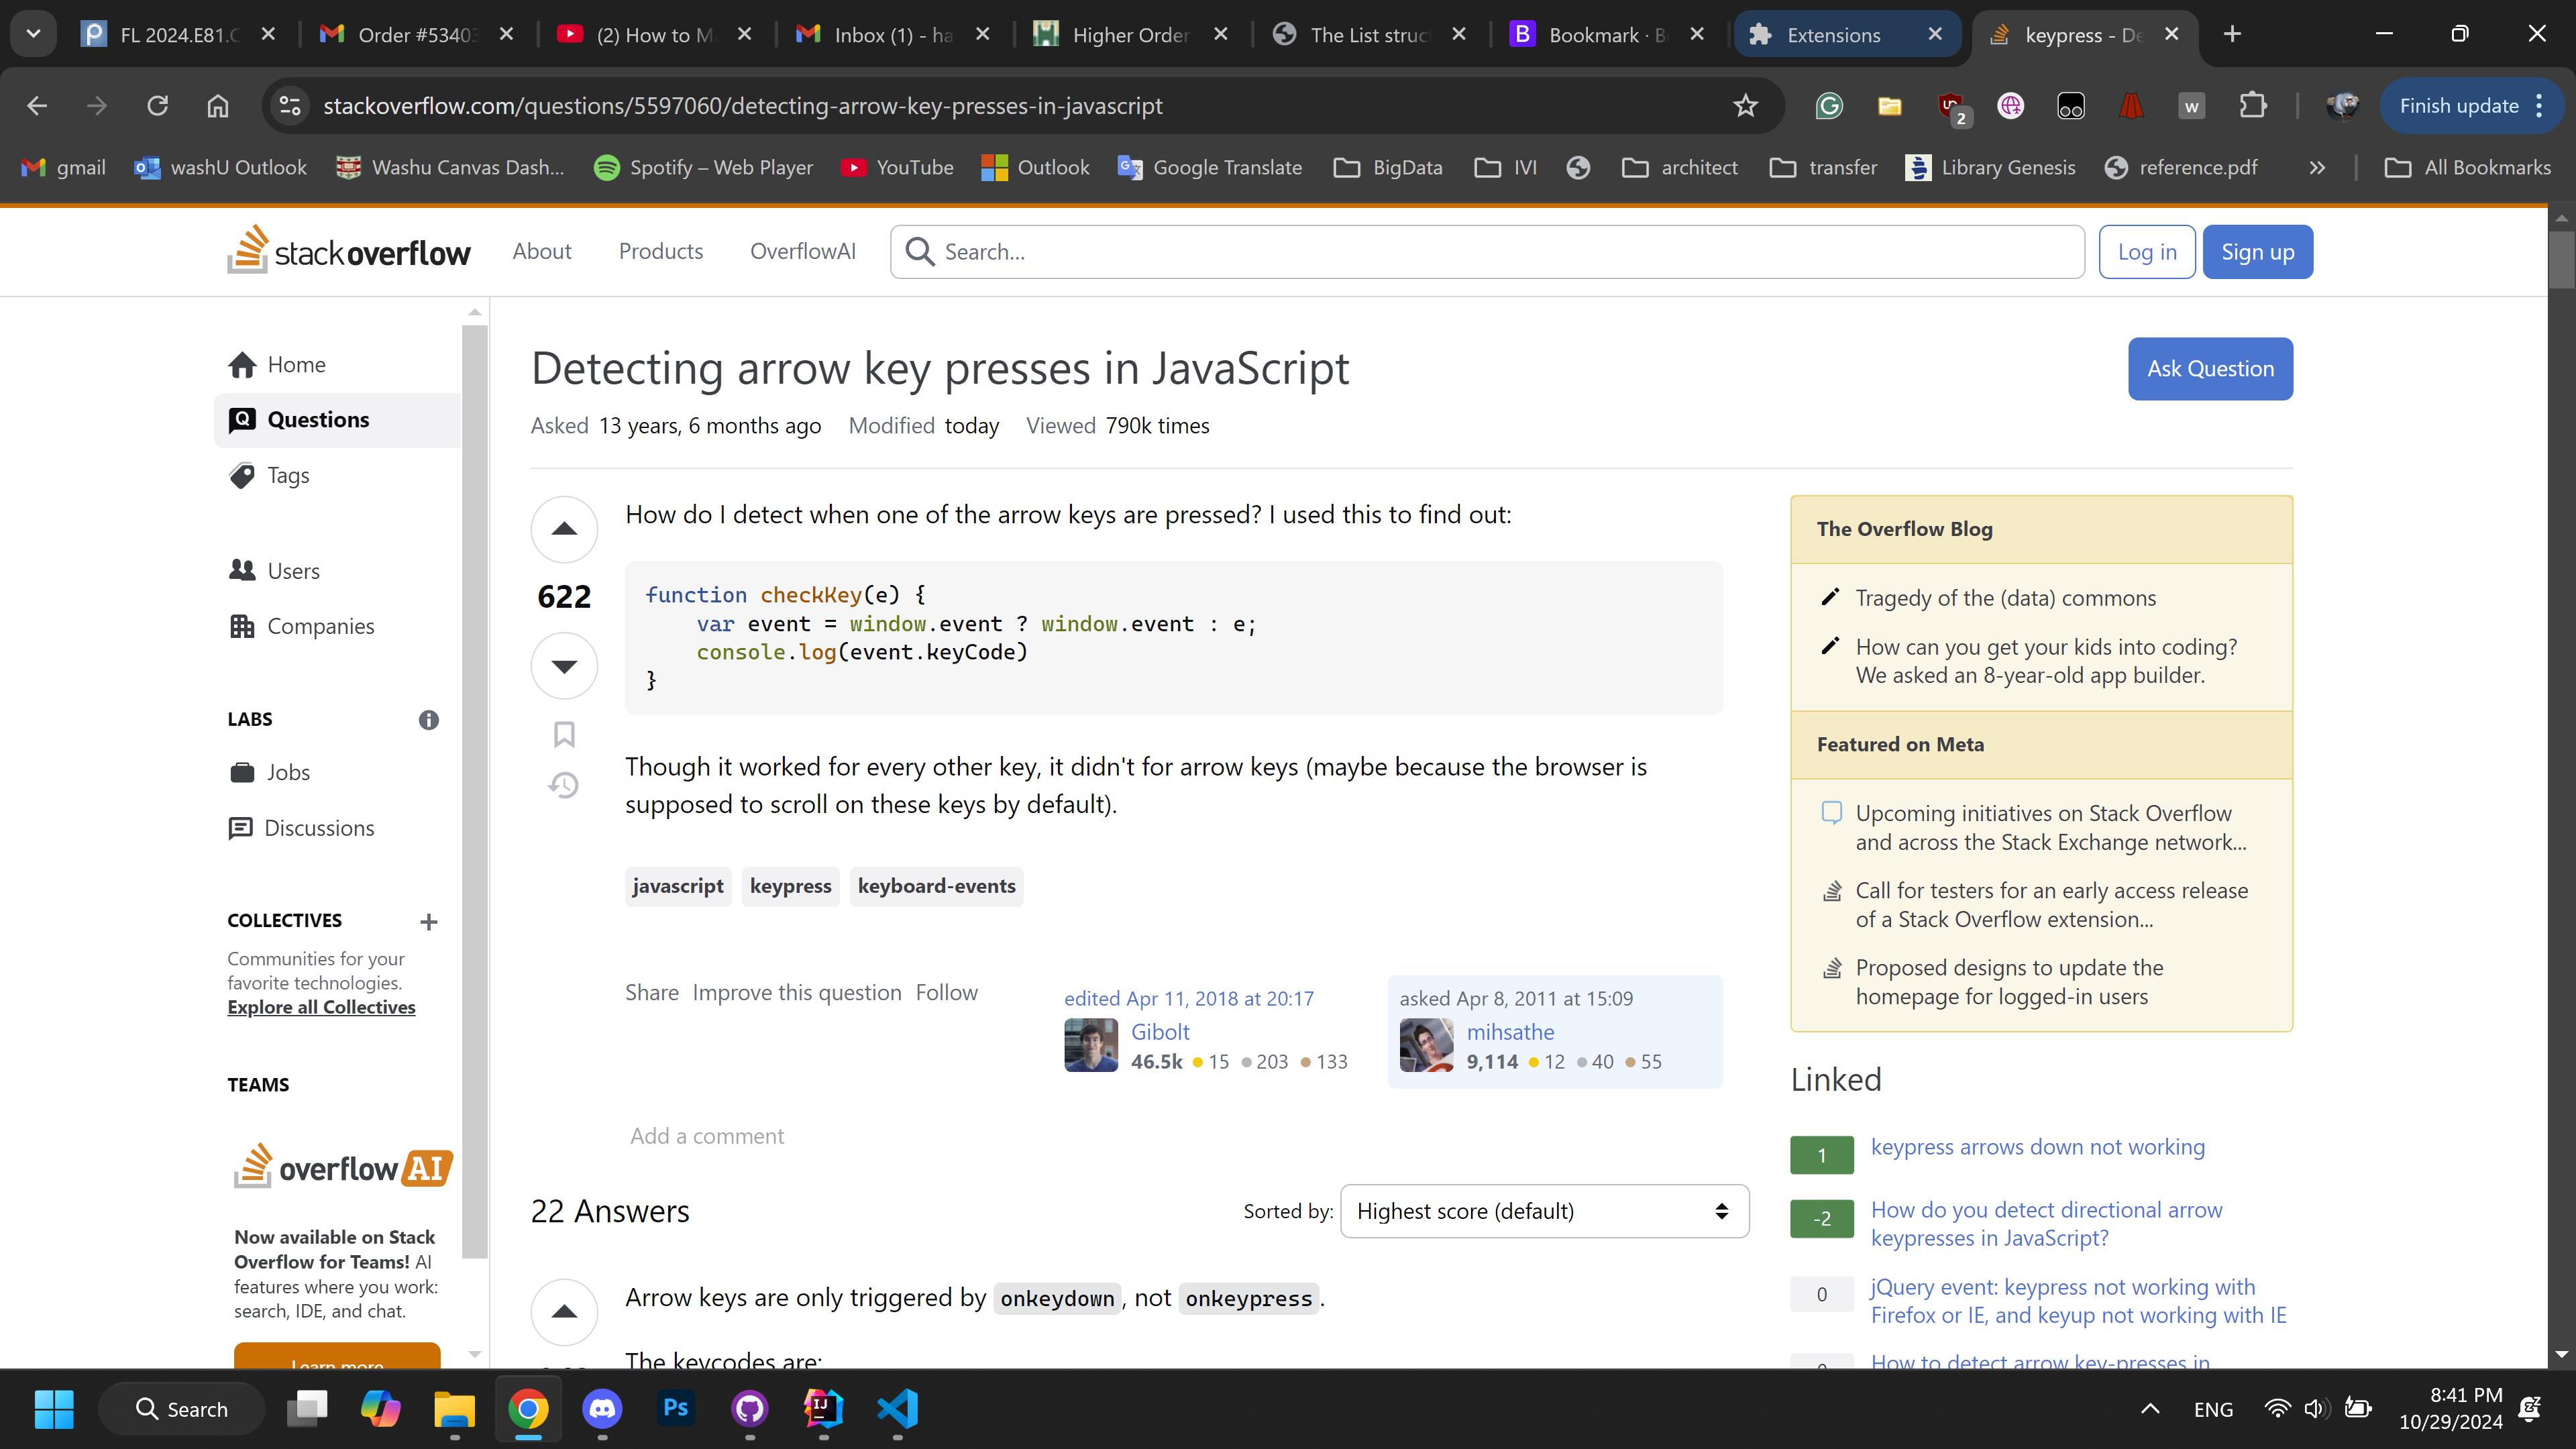 FL 2024.E81.C
Order #5340
(2) How to M
Inbox (1) - ha
Higher Order
The List struc
Bookmark · B
Extensions
keypress - De
stackoverflow.com/questions/5597060/detecting-arrow-key-presses-in-javascript
2
w
Finish update
gmail
washU Outlook
Washu Canvas Dash...
Spotify – Web Player
YouTube
Outlook
Google Translate
BigData
IVI
architect
transfer
Library Genesis
reference.pdf
All Bookmarks
stackoverflow
About
Products
OverflowAI
Search...
Log in
Sign up
Home
Questions
Tags
Users
Companies
LABS
Jobs
Discussions
COLLECTIVES
Communities for your
favorite technologies.
Explore all Collectives
TEAMS
overflowAI
Now available on Stack
Overflow for Teams! AI
features where you work:
search, IDE, and chat.
Learn more
Detecting arrow key presses in JavaScript
Ask Question
Asked 13 years, 6 months ago Modified today Viewed 790k times
622
How do I detect when one of the arrow keys are pressed? I used this to find out:
function checkKey(e) {
var event = window.event ? window.event : e;
console.log(event.keyCode)
}
Though it worked for every other key, it didn't for arrow keys (maybe because the browser is
supposed to scroll on these keys by default).
javascript keypress keyboard-events
Share Improve this question Follow
edited Apr 11, 2018 at 20:17
Gibolt
46.5k 15 203 133
asked Apr 8, 2011 at 15:09
mihsathe
9,114 12 40 55
Add a comment
22 Answers
Sorted by: Highest score (default)
Arrow keys are only triggered by onkeydown, not onkeypress.
The keycodes are:
The Overflow Blog
Tragedy of the (data) commons
How can you get your kids into coding?
We asked an 8-year-old app builder.
Featured on Meta
Upcoming initiatives on Stack Overflow
and across the Stack Exchange network...
Call for testers for an early access release
of a Stack Overflow extension...
Proposed designs to update the
homepage for logged-in users
Linked
1 keypress arrows down not working
-2 How do you detect directional arrow
keypresses in JavaScript?
0 jQuery event: keypress not working with
Firefox or IE, and keyup not working with IE
How to detect arrow key-presses in
Search
Ps
IJ
ENG
8:41 PM
10/29/2024